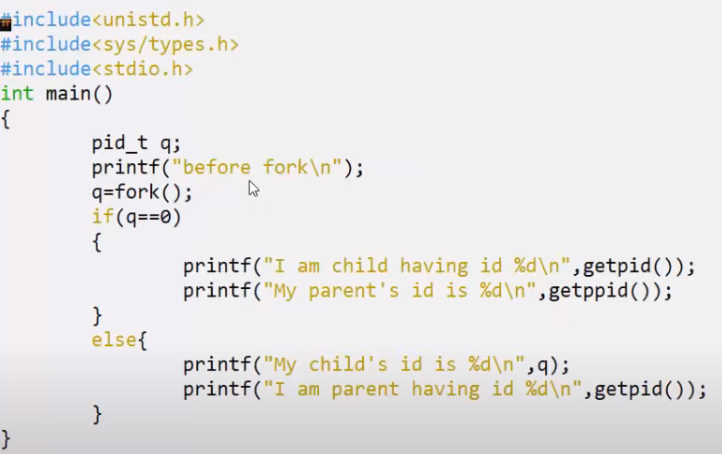 #include<unistd.h>
#include<sys/types.h>
#include<stdio.h>
int main()
{
        pid_t q;
        printf("before fork\n");
        q=fork();
        if(q==0)
        {
                printf("I am child having id %d\n",getpid());
                printf("My parent's id is %d\n",getppid());
        }
        else{
                printf("My child's id is %d\n",q);
                printf("I am parent having id %d\n",getpid());
        }
}